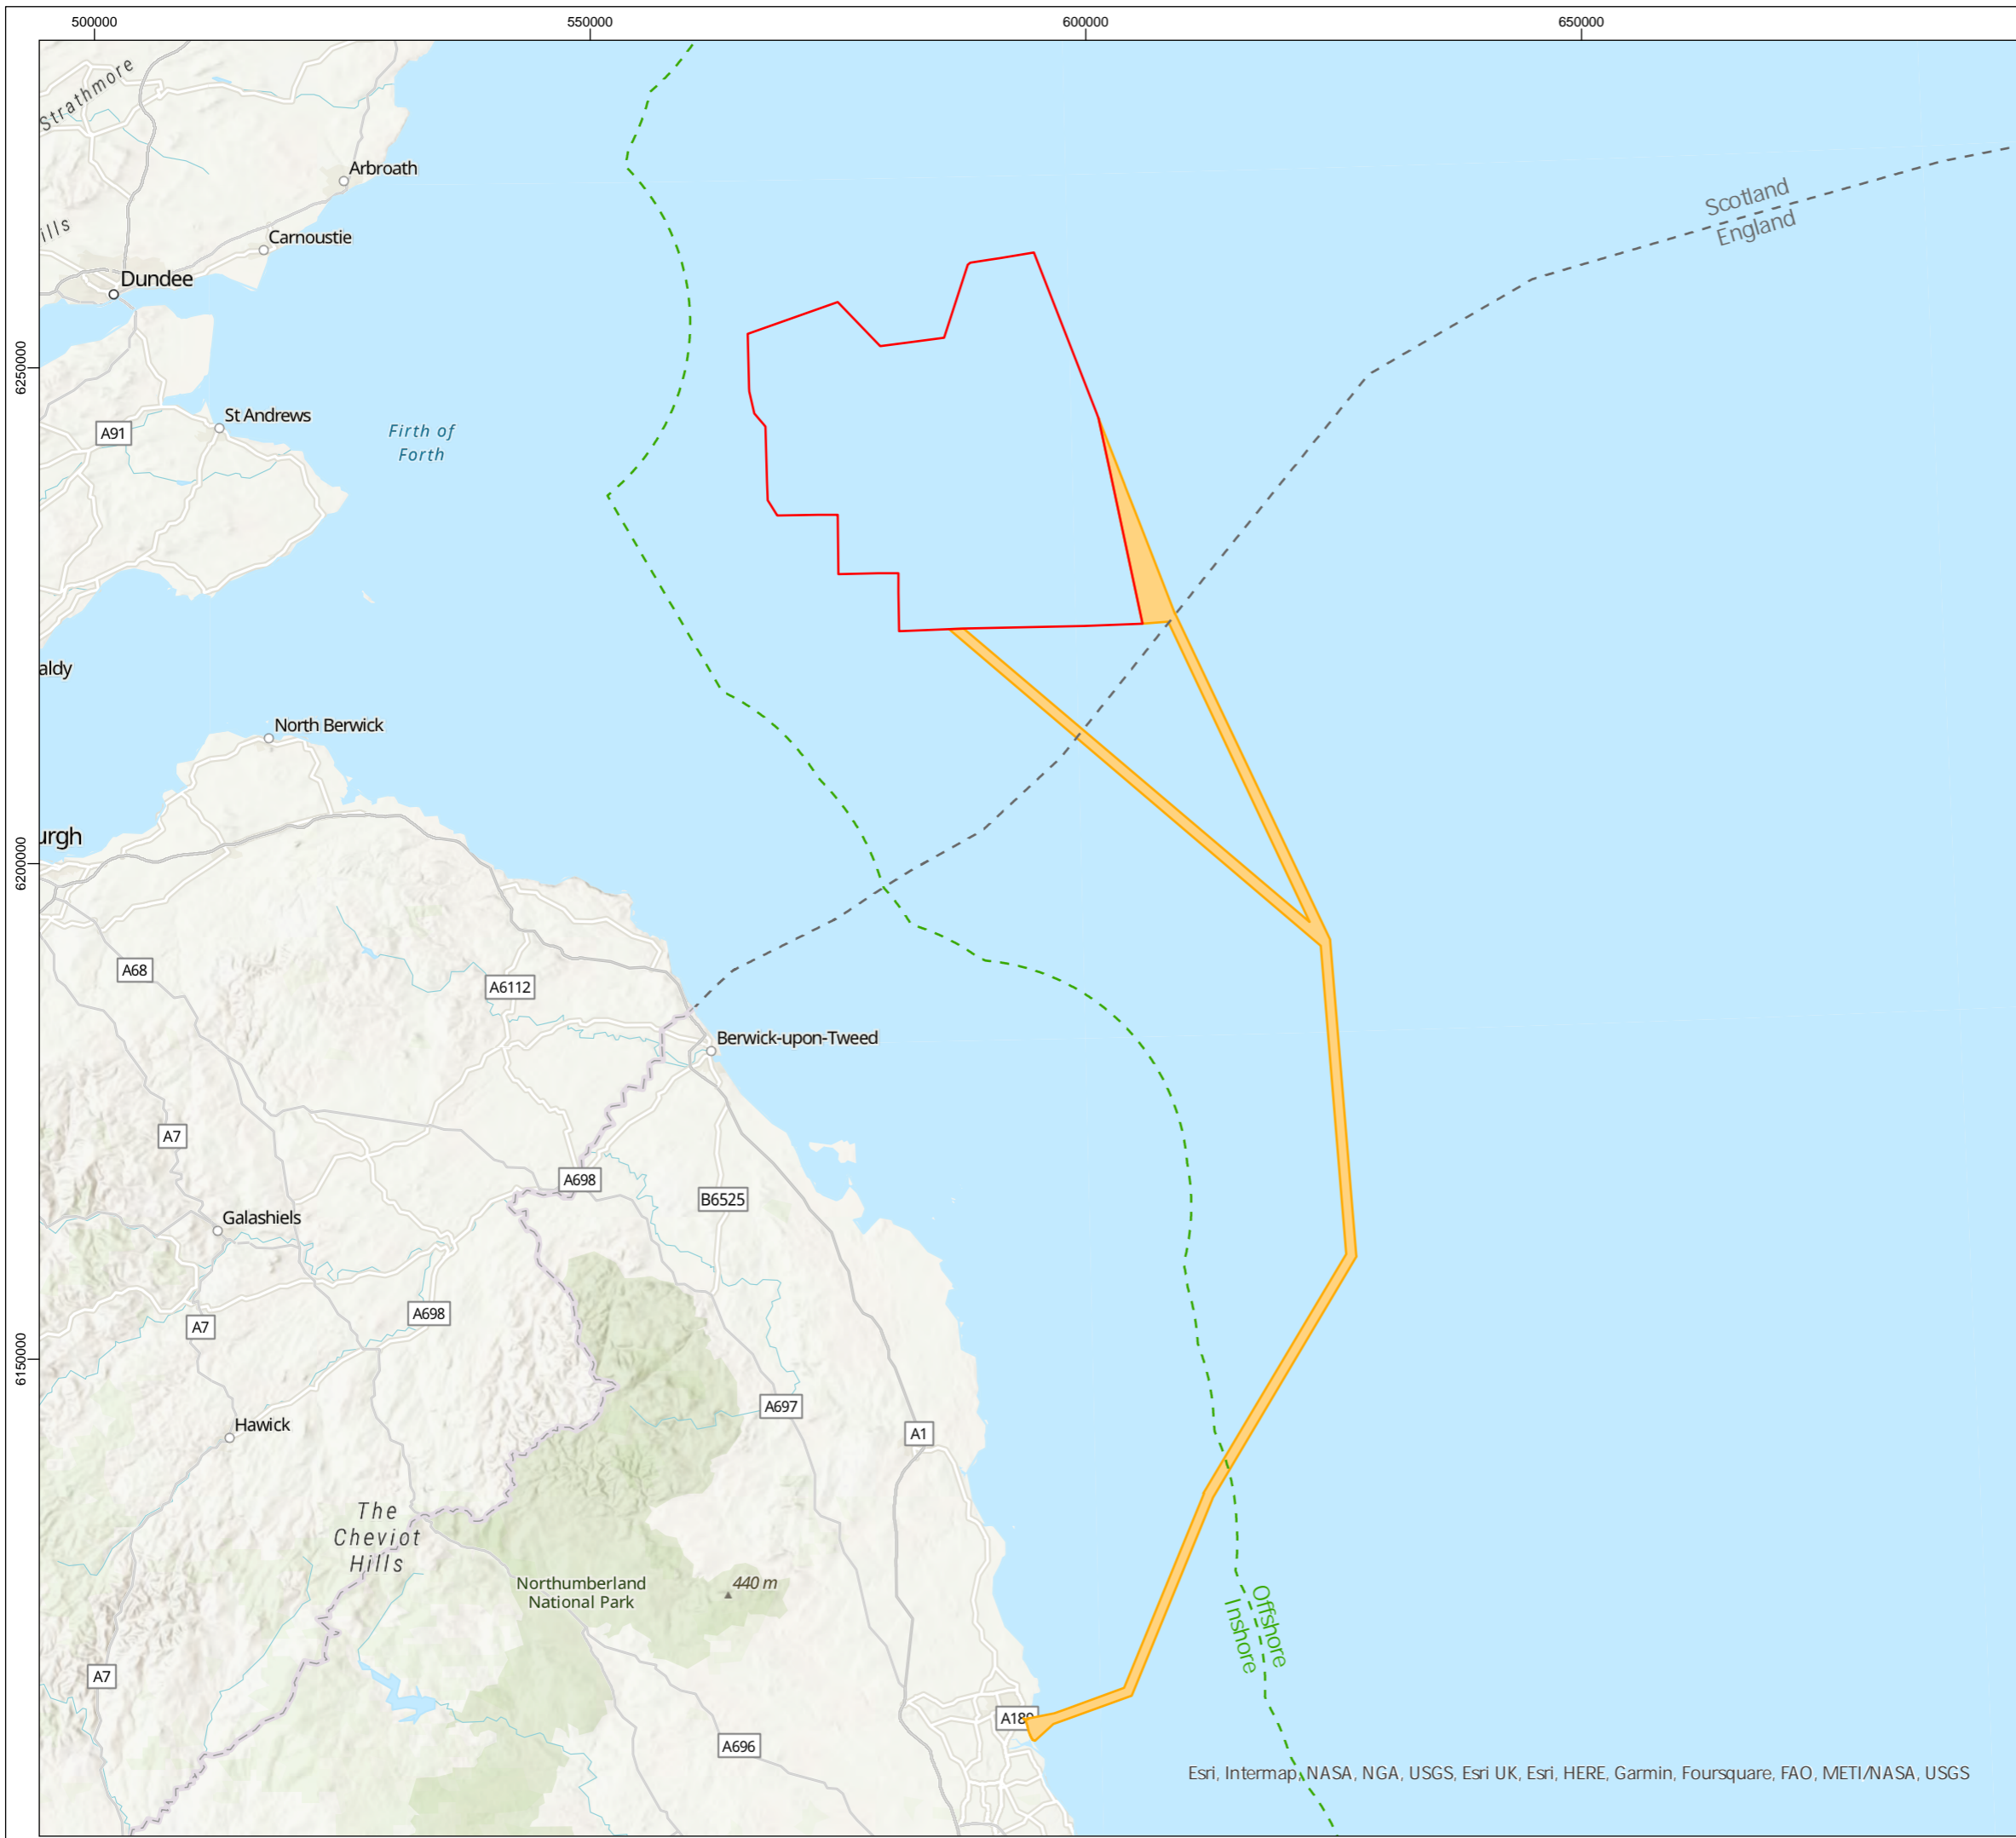 500000
550000
600000
650000
6250000
6200000
6150000
Strathmore
Arbroath
ills
Carnoustie
Dundee
Scotland
England
St Andrews
A91
Firth of
Forth
aldy
North Berwick
urgh
A68
A6112
Berwick-upon-Tweed
A7
A698
B6525
Galashiels
A698
A7
A697
Hawick
A1
The
Cheviot
Hills
Northumberland
National Park
440 m
Offshore
Inshore
A7
A189
A696
Esri, Intermap, NASA, NGA, USGS, Esri UK, Esri, HERE, Garmin, Foursquare, FAO, METI/NASA, USGS